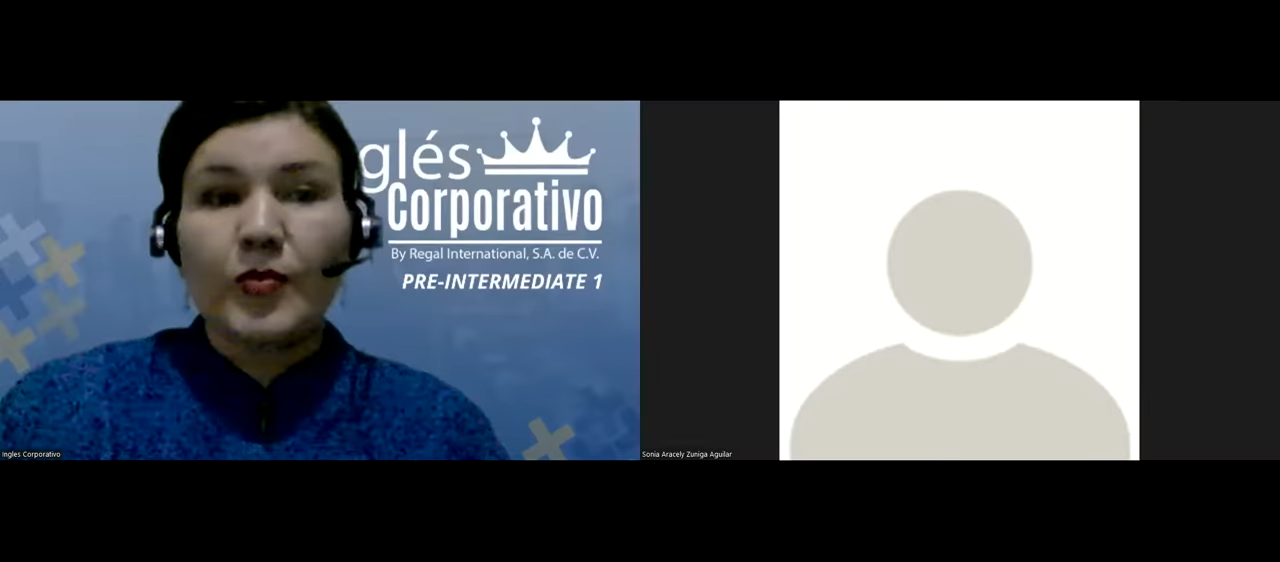 glés
Corporativo
By Regal International, S.A. de C.V.
PRE-INTERMEDIATE 1
Ingles Corporativo
Sonia Aracely Zuniga Aguilar